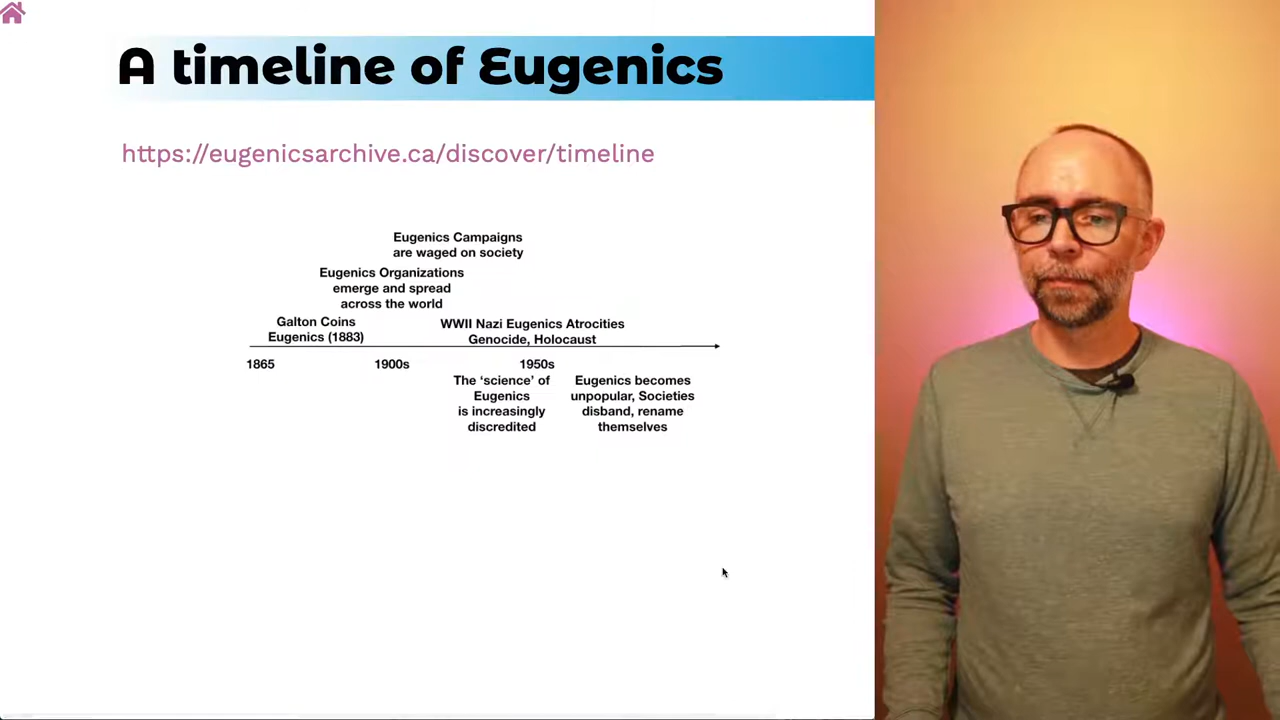 A timeline of Eugenics
https://eugenicsarchive.ca/discover/timeline
Eugenics Campaigns
are waged on society
Eugenics Organizations
emerge and spread
across the world
Galton Coins
Eugenics (1883)
WWII Nazi Eugenics Atrocities
Genocide, Holocaust
1865
1900s
1950s
The ‘science’ of
Eugenics
is increasingly
discredited
Eugenics becomes
unpopular, Societies
disband, rename
themselves